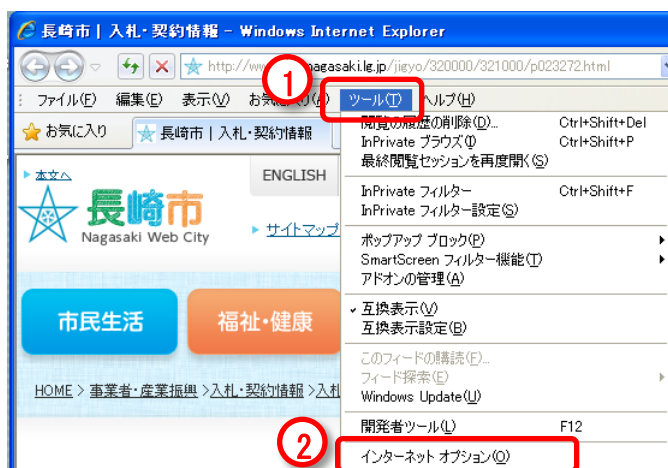 長崎市 | 入札・契約情報 - Windows Internet Explorer
http://www. nagasaki.lg.jp/jigyo/320000/321000/p023272.html
1
ファイル(F) 編集(E) 表示(V) お気に入り(A) ツール(T) ヘルプ(H)
お気に入り 長崎市 | 入札・契約情報
閲覧の履歴の削除(D)... Ctrl+Shift+Del
InPrivate ブラウズ(I) Ctrl+Shift+P
最終閲覧セッションを再度開く(S)
InPrivate フィルター Ctrl+Shift+F
InPrivate フィルター設定(S)
ポップアップ ブロック(P)
SmartScreen フィルター機能(T)
アドオンの管理(A)
互換表示(V)
互換表示設定(B)
このフィードの購読(F)...
フィード探索(E)
Windows Update(U)
開発者ツール(L) F12
2
インターネット オプション(O)
本文へ
ENGLISH
長崎市
Nagasaki Web City
サイトマップ
市民生活
福祉・健康
HOME > 事業者・産業振興 > 入札・契約情報 > 入札